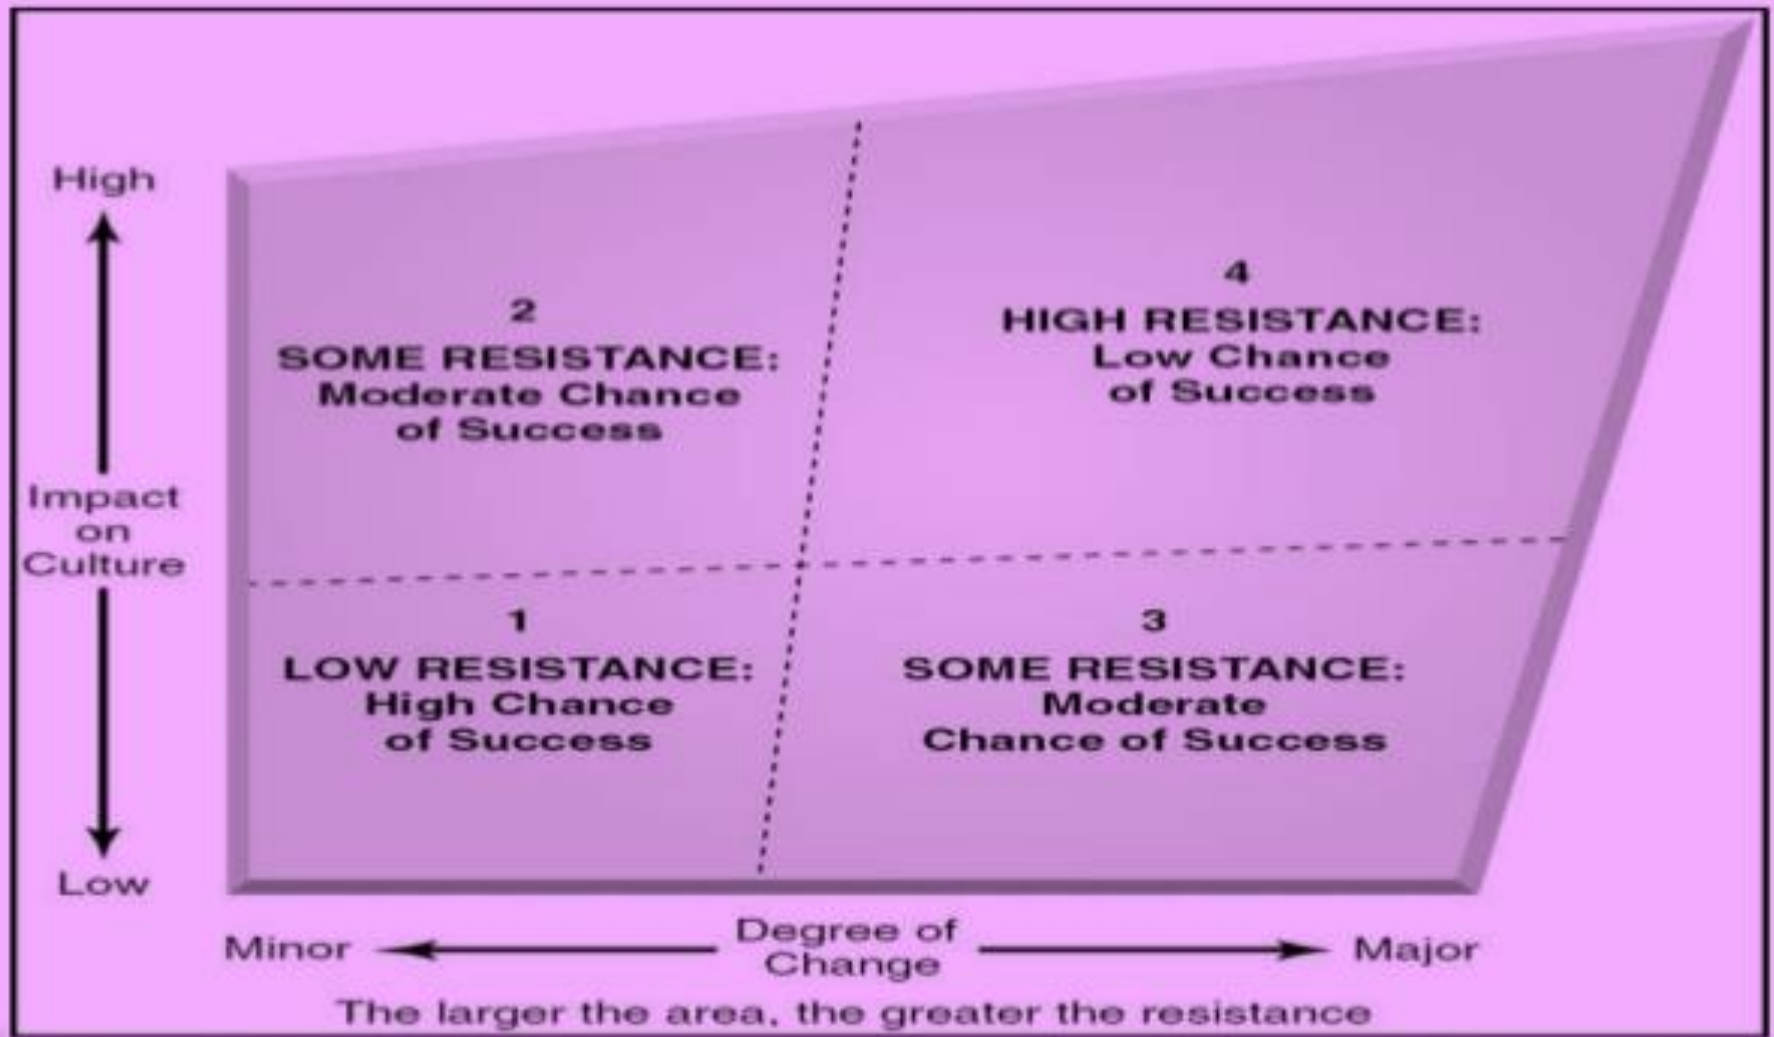 High
Impact
on
Culture
Low
2
SOME RESISTANCE:
Moderate Chance
of Success
4
HIGH RESISTANCE:
Low Chance
of Success
1
LOW RESISTANCE:
High Chance
of Success
3
SOME RESISTANCE:
Moderate
Chance of Success
Minor
Degree of
Change
Major
The larger the area, the greater the resistance